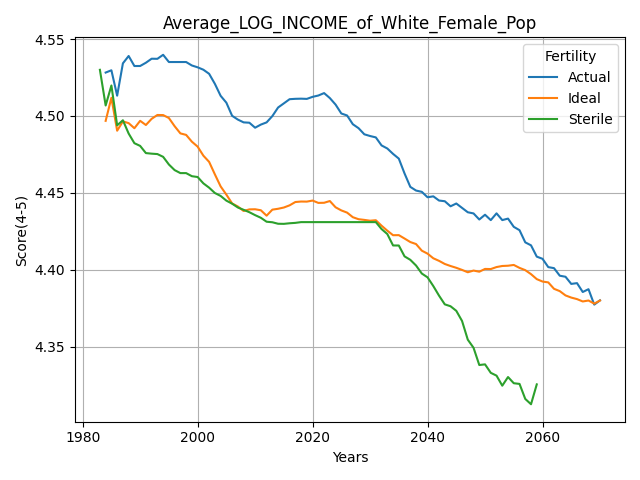 Average_LOG_INCOME_of_White_Female_Pop
Score(4-5)
4.55
4.50
4.45
4.40
4.35
Fertility
Actual
Ideal
Sterile
1980
2000
2020
2040
2060
Years